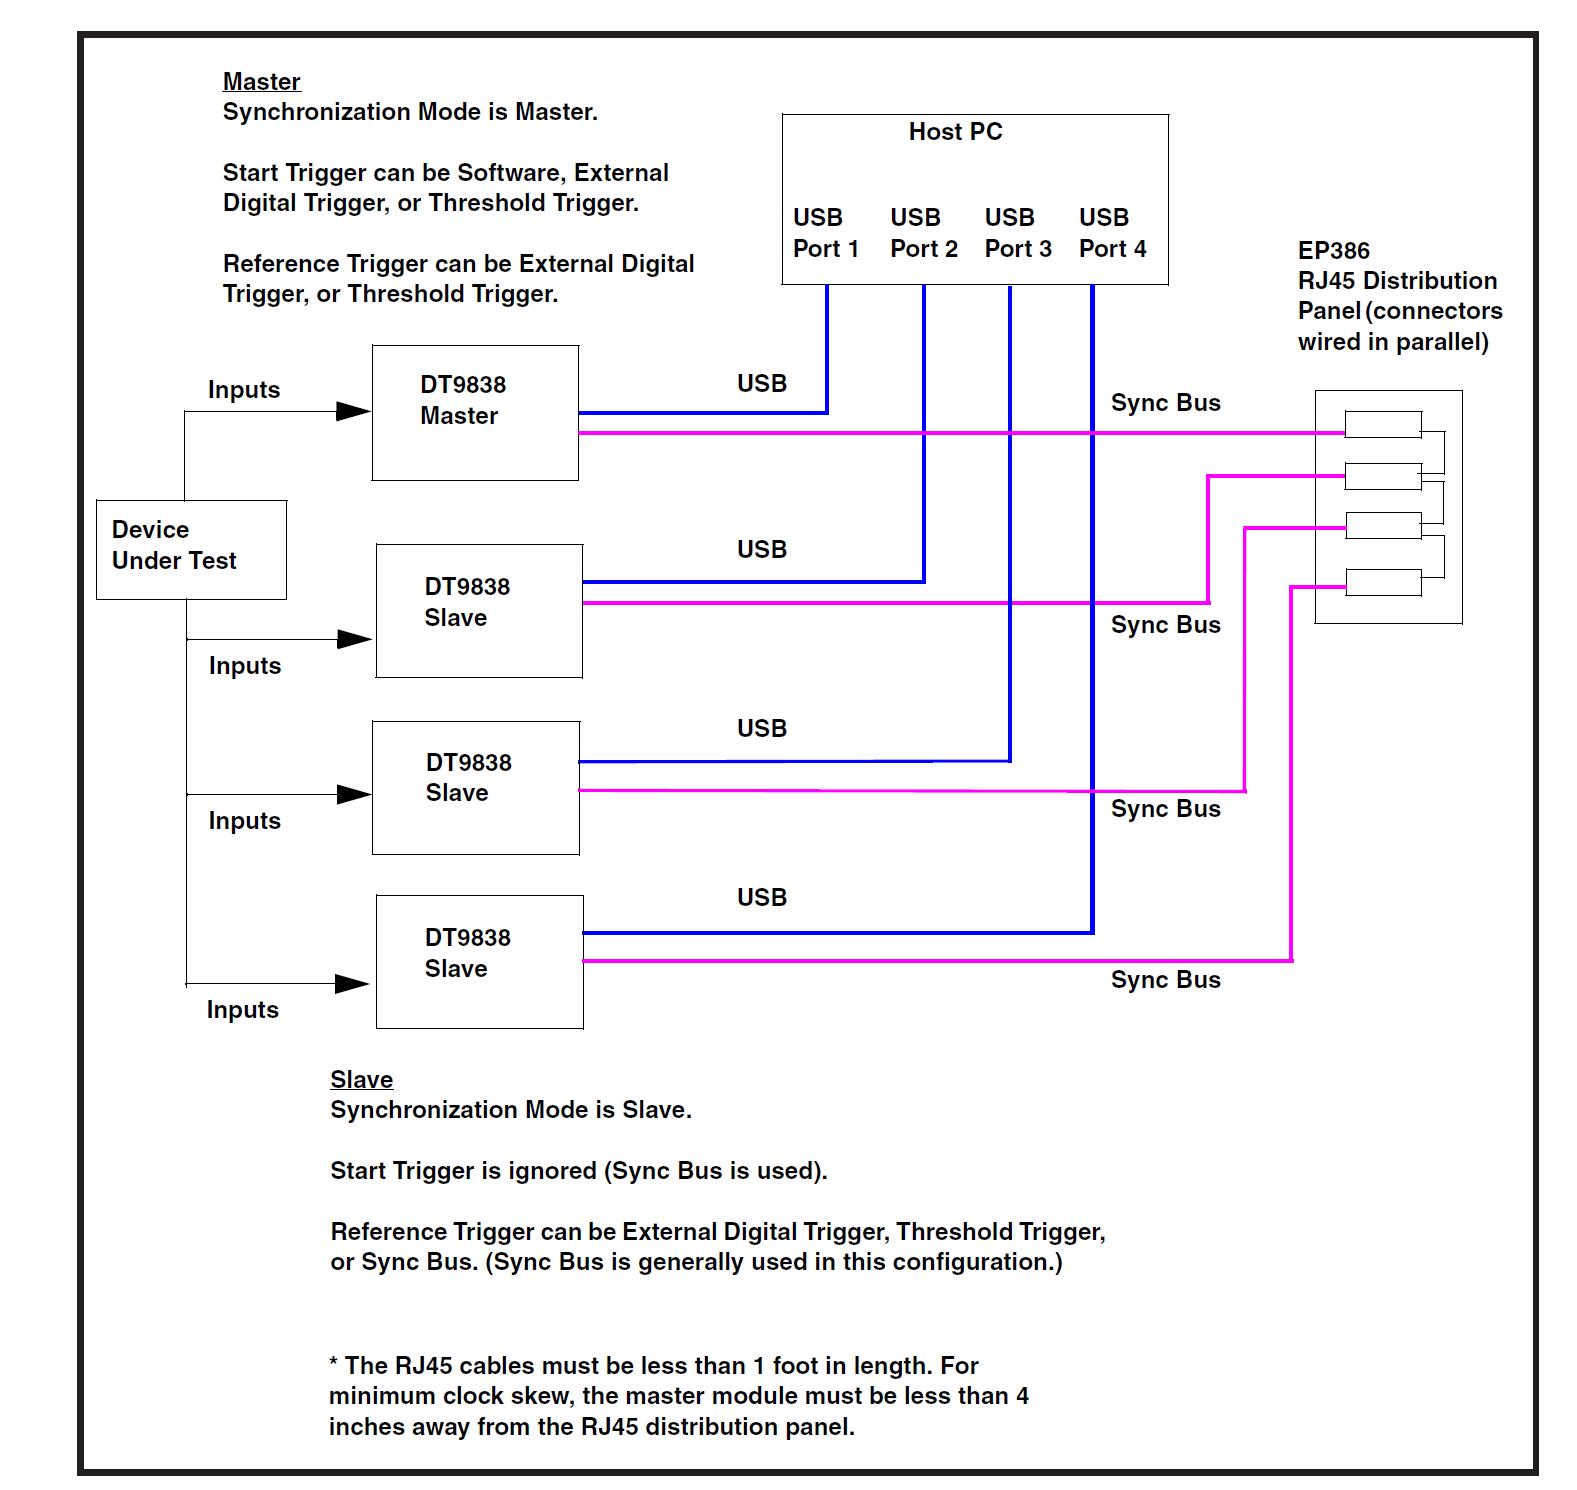 Master
Synchronization Mode is Master.
Start Trigger can be Software, External
Digital Trigger, or Threshold Trigger.
Reference Trigger can be External Digital
Trigger, or Threshold Trigger.
Host PC
USB USB USB USB
Port 1 Port 2 Port 3 Port 4
EP386
RJ45 Distribution
Panel (connectors
wired in parallel)
Inputs
DT9838
Master
USB
Sync Bus
Device
Under Test
DT9838
Slave
USB
Sync Bus
Inputs
DT9838
Slave
USB
Sync Bus
Inputs
DT9838
Slave
USB
Sync Bus
Inputs
Slave
Synchronization Mode is Slave.
Start Trigger is ignored (Sync Bus is used).
Reference Trigger can be External Digital Trigger, Threshold Trigger,
or Sync Bus. (Sync Bus is generally used in this configuration.)
* The RJ45 cables must be less than 1 foot in length. For
minimum clock skew, the master module must be less than 4
inches away from the RJ45 distribution panel.